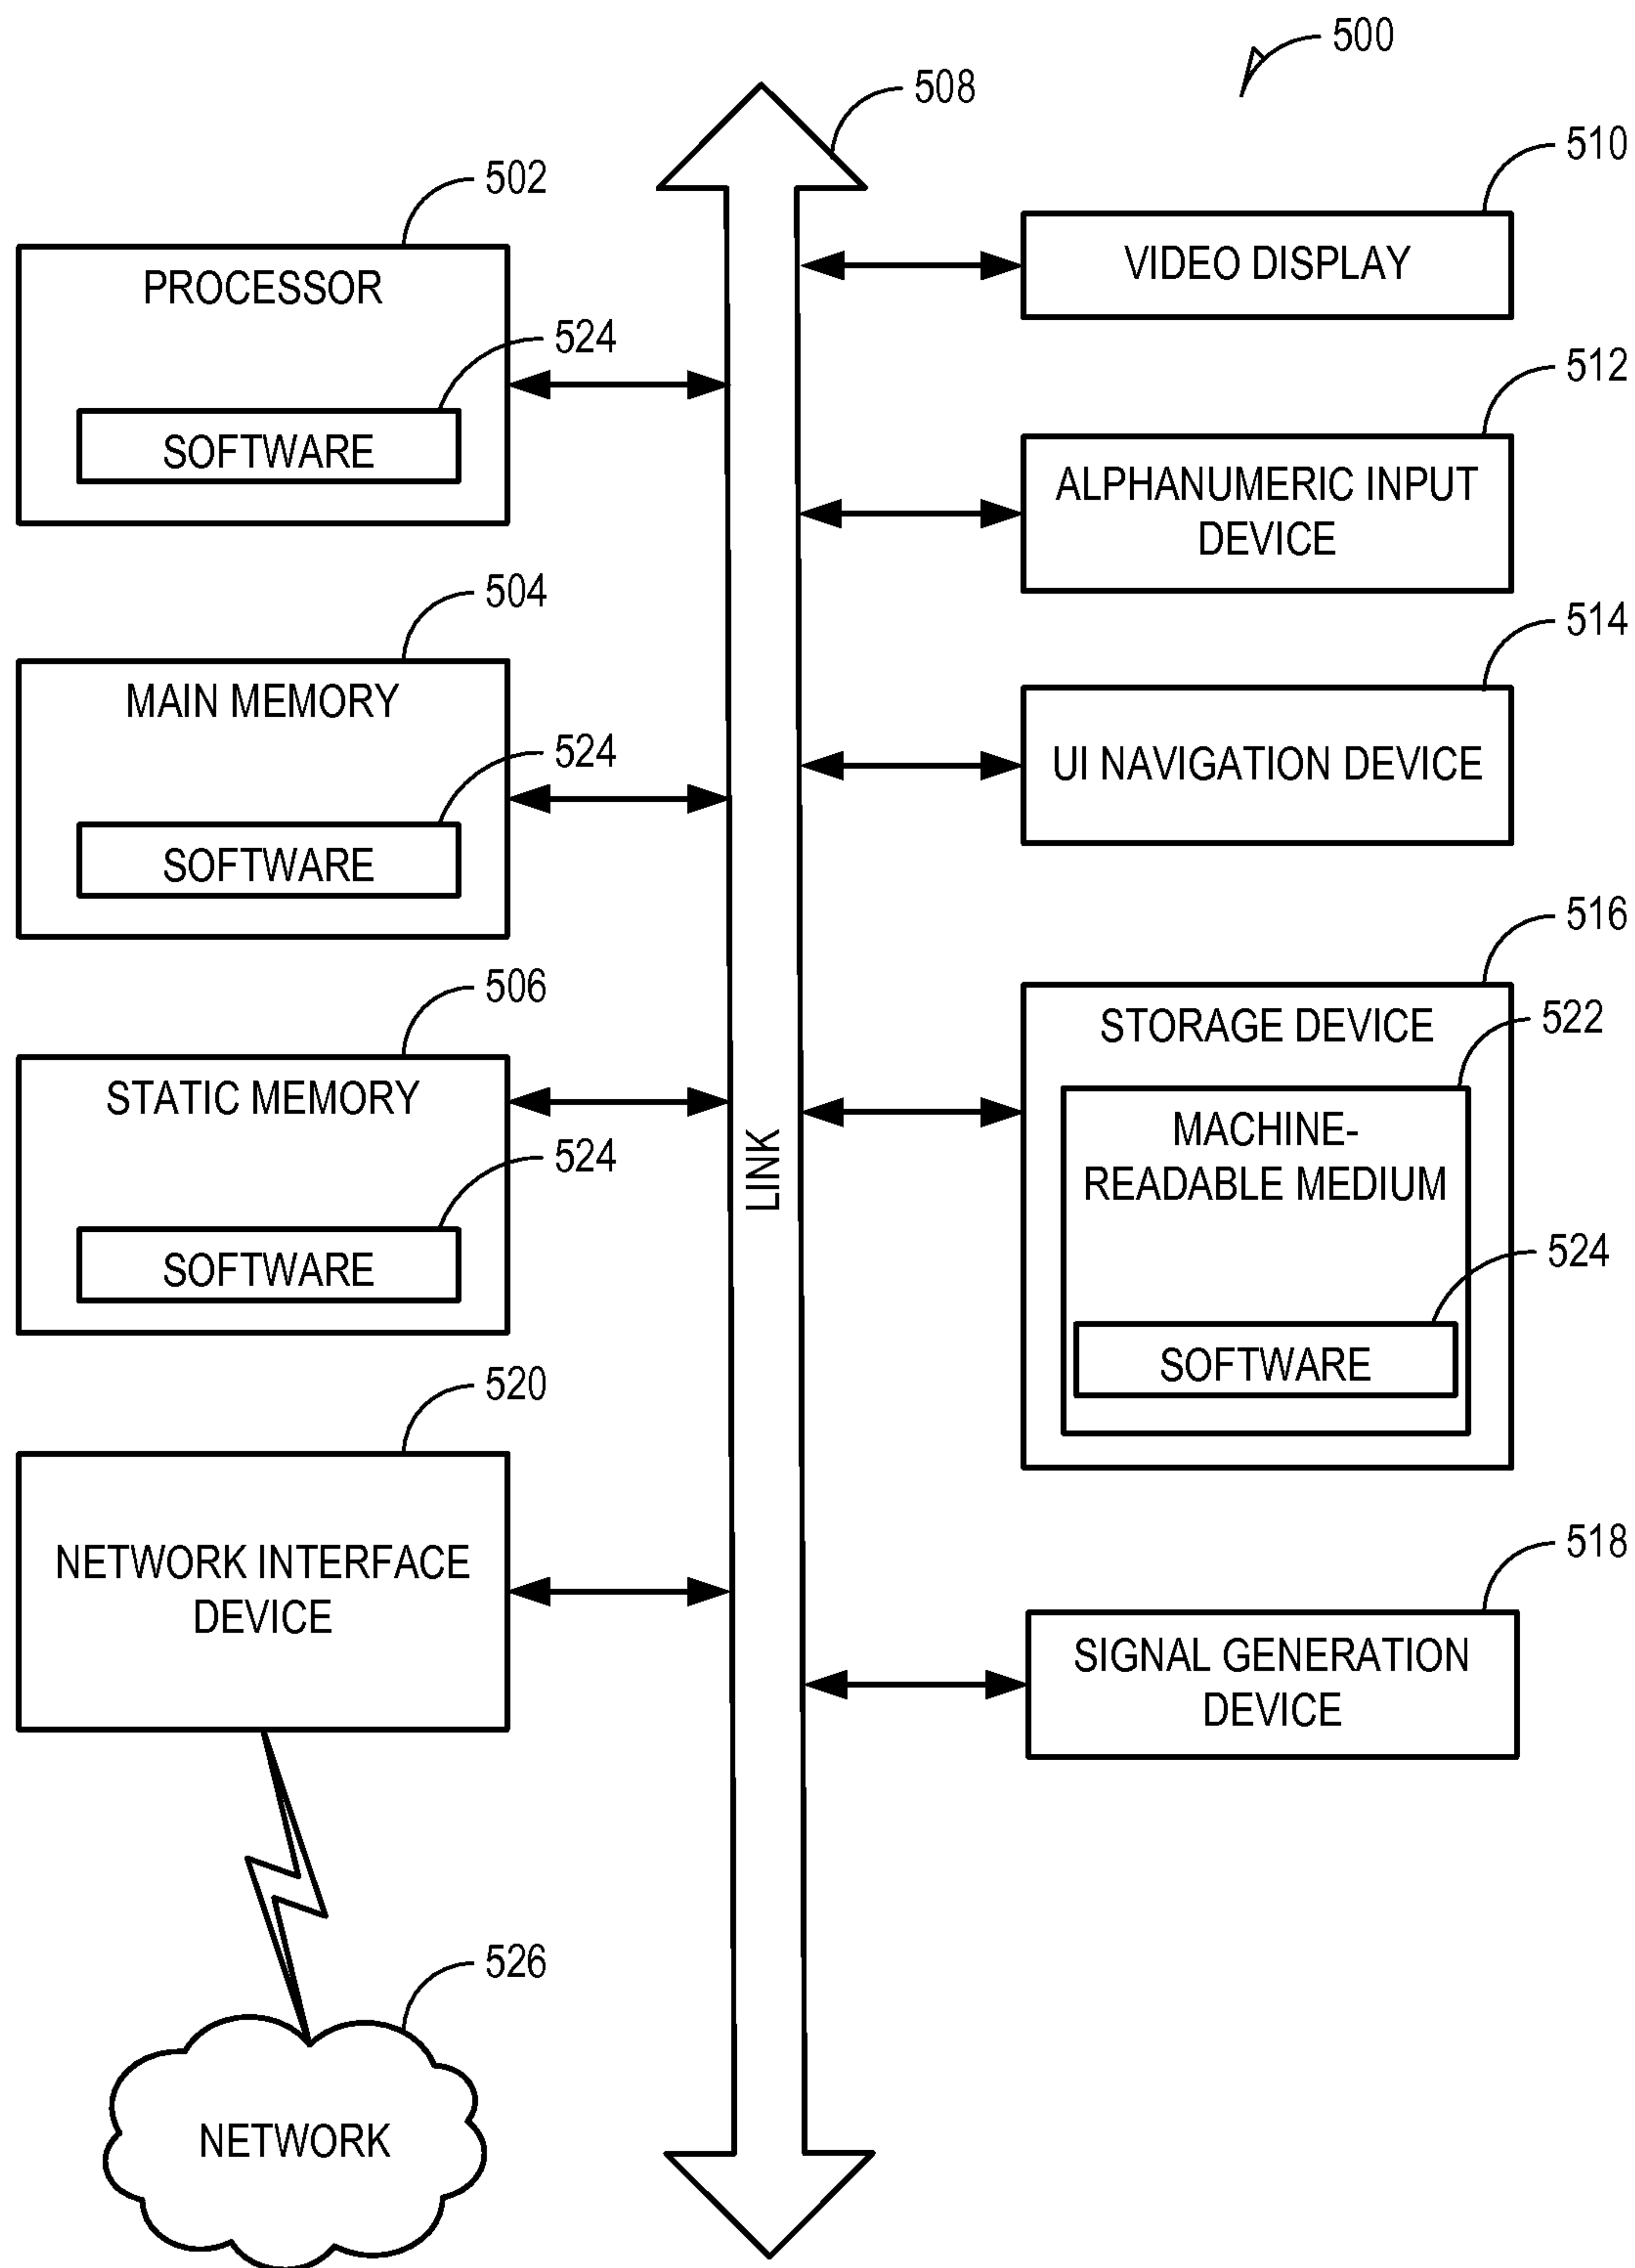 500
508
502
PROCESSOR
524
SOFTWARE
504
MAIN MEMORY
524
SOFTWARE
506
STATIC MEMORY
524
SOFTWARE
520
NETWORK INTERFACE
DEVICE
526
NETWORK
LINK
510
VIDEO DISPLAY
512
ALPHANUMERIC INPUT
DEVICE
514
UI NAVIGATION DEVICE
516
STORAGE DEVICE
522
MACHINE-
READABLE MEDIUM
524
SOFTWARE
518
SIGNAL GENERATION
DEVICE